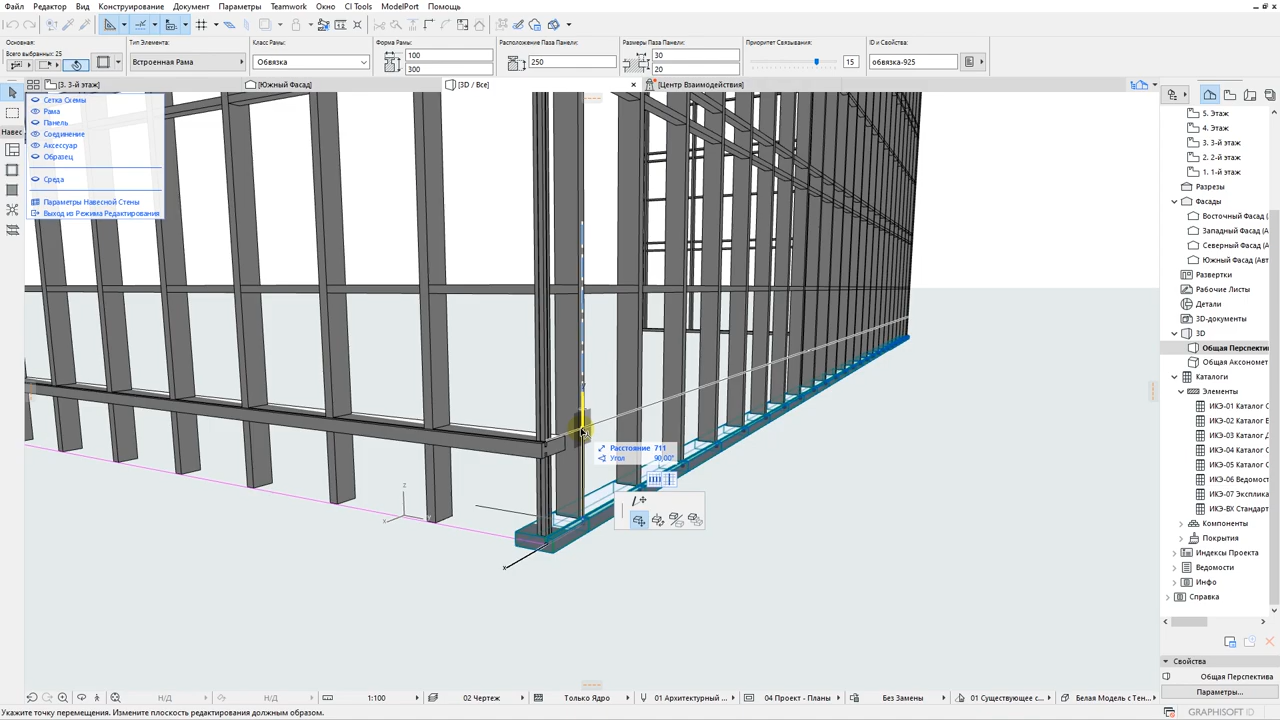 Файл Редактор Вид Конструирование Документ Параметры Teamwork Окно CI Tools ModelPort Помощь
Основная: Тип Элемента: Класс Рамы: Форма Рамы: Расположение Паза Панели: Размеры Паза Панели: Приоритет Связывания: ID и Свойства:
Всего выбранных: 25
Встроенная Рама Обвязка 100 300 250 30 20 15 обвязка-925
[3. 3-й этаж] [Южный Фасад] [3D / Все] [Центр Взаимодействия]
Навес
Сетка Схемы
Рама
Панель
Соединение
Аксессуар
Образец
Среда
Параметры Навесной Стены
Выход из Режима Редактирования
Расстояние 711
Угол 90,00°
z
x
Y
x
5. Этаж
4. Этаж
3. 3-й этаж
2. 2-й этаж
1. 1-й этаж
Разрезы
Фасады
Восточный Фасад (А
Западный Фасад (А
Северный Фасад (А
Южный Фасад (Авт
Развертки
Рабочие Листы
Детали
3D-документы
3D
Общая Перспекти
Общая Аксономет
Каталоги
Элементы
ИКЭ-01 Каталог С
ИКЭ-02 Каталог Е
ИКЭ-03 Каталог Д
ИКЭ-04 Каталог С
ИКЭ-05 Каталог С
ИКЭ-06 Ведомост
ИКЭ-07 Эксплика
ИКЭ-ВХ Стандарт
Компоненты
Покрытия
Индексы Проекта
Ведомости
Инфо
Справка
Свойства
Общая Перспектива
Параметры...
Н/Д Н/Д 1:100 02 Чертеж Только Ядро 01 Архитектурный ... 04 Проект - Планы Без Замены 01 Существующее с... Белая Модель с Тен...
Укажите точку перемещения. Измените плоскость редактирования должным образом.
GRAPHISOFT ID